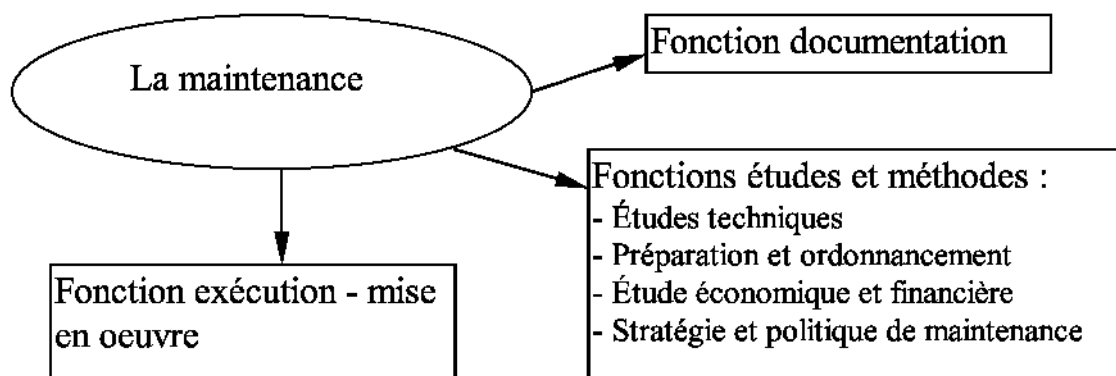 La maintenance
Fonction documentation
Fonctions études et méthodes :
- Études techniques
- Préparation et ordonnancement
- Étude économique et financière
- Stratégie et politique de maintenance
Fonction exécution - mise
en oeuvre